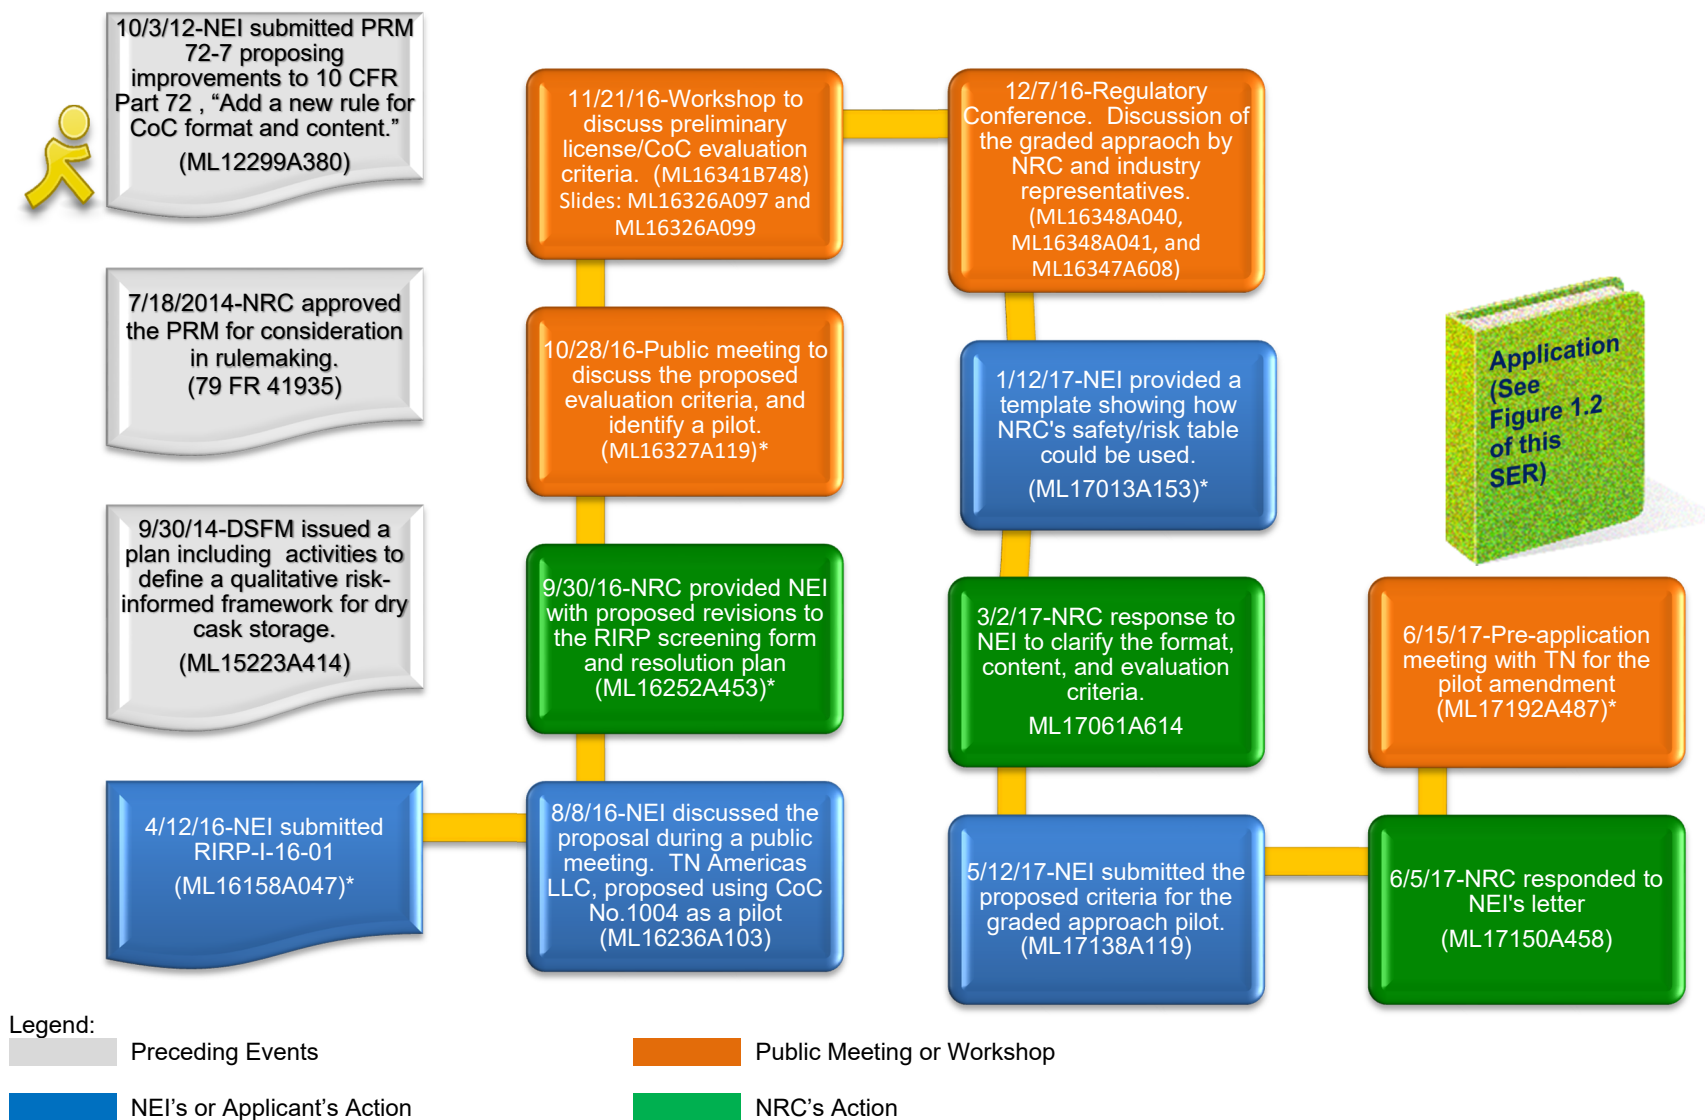 10/3/12-NEI submitted PRM
72-7 proposing
improvements to 10 CFR
Part 72 , “Add a new rule for
CoC format and content.”
(ML12299A380)
7/18/2014-NRC approved
the PRM for consideration
in rulemaking.
(79 FR 41935)
9/30/14-DSFM issued a
plan including activities to
define a qualitative risk-
informed framework for dry
cask storage.
(ML15223A414)
4/12/16-NEI submitted
RIRP-I-16-01
(ML16158A047)*
8/8/16-NEI discussed the
proposal during a public
meeting. TN Americas
LLC, proposed using CoC
No.1004 as a pilot
(ML16236A103)
9/30/16-NRC provided NEI
with proposed revisions to
the RIRP screening form
and resolution plan
(ML16252A453)*
10/28/16-Public meeting to
discuss the proposed
evaluation criteria, and
identify a pilot.
(ML16327A119)*
11/21/16-Workshop to
discuss preliminary
license/CoC evaluation
criteria. (ML16341B748)
Slides: ML16326A097 and
ML16326A099
12/7/16-Regulatory
Conference. Discussion of
the graded appraoch by
NRC and industry
representatives.
(ML16348A040,
ML16348A041, and
ML16347A608)
1/12/17-NEI provided a
template showing how
NRC's safety/risk table
could be used.
(ML17013A153)*
3/2/17-NRC response to
NEI to clarify the format,
content, and evaluation
criteria.
ML17061A614
5/12/17-NEI submitted the
proposed criteria for the
graded approach pilot.
(ML17138A119)
6/5/17-NRC responded to
NEI's letter
(ML17150A458)
6/15/17-Pre-application
meeting with TN for the
pilot amendment
(ML17192A487)*
Application
(See
Figure 1.2
of this
SER)
Legend:
Preceding Events
Public Meeting or Workshop
NEI’s or Applicant’s Action
NRC’s Action